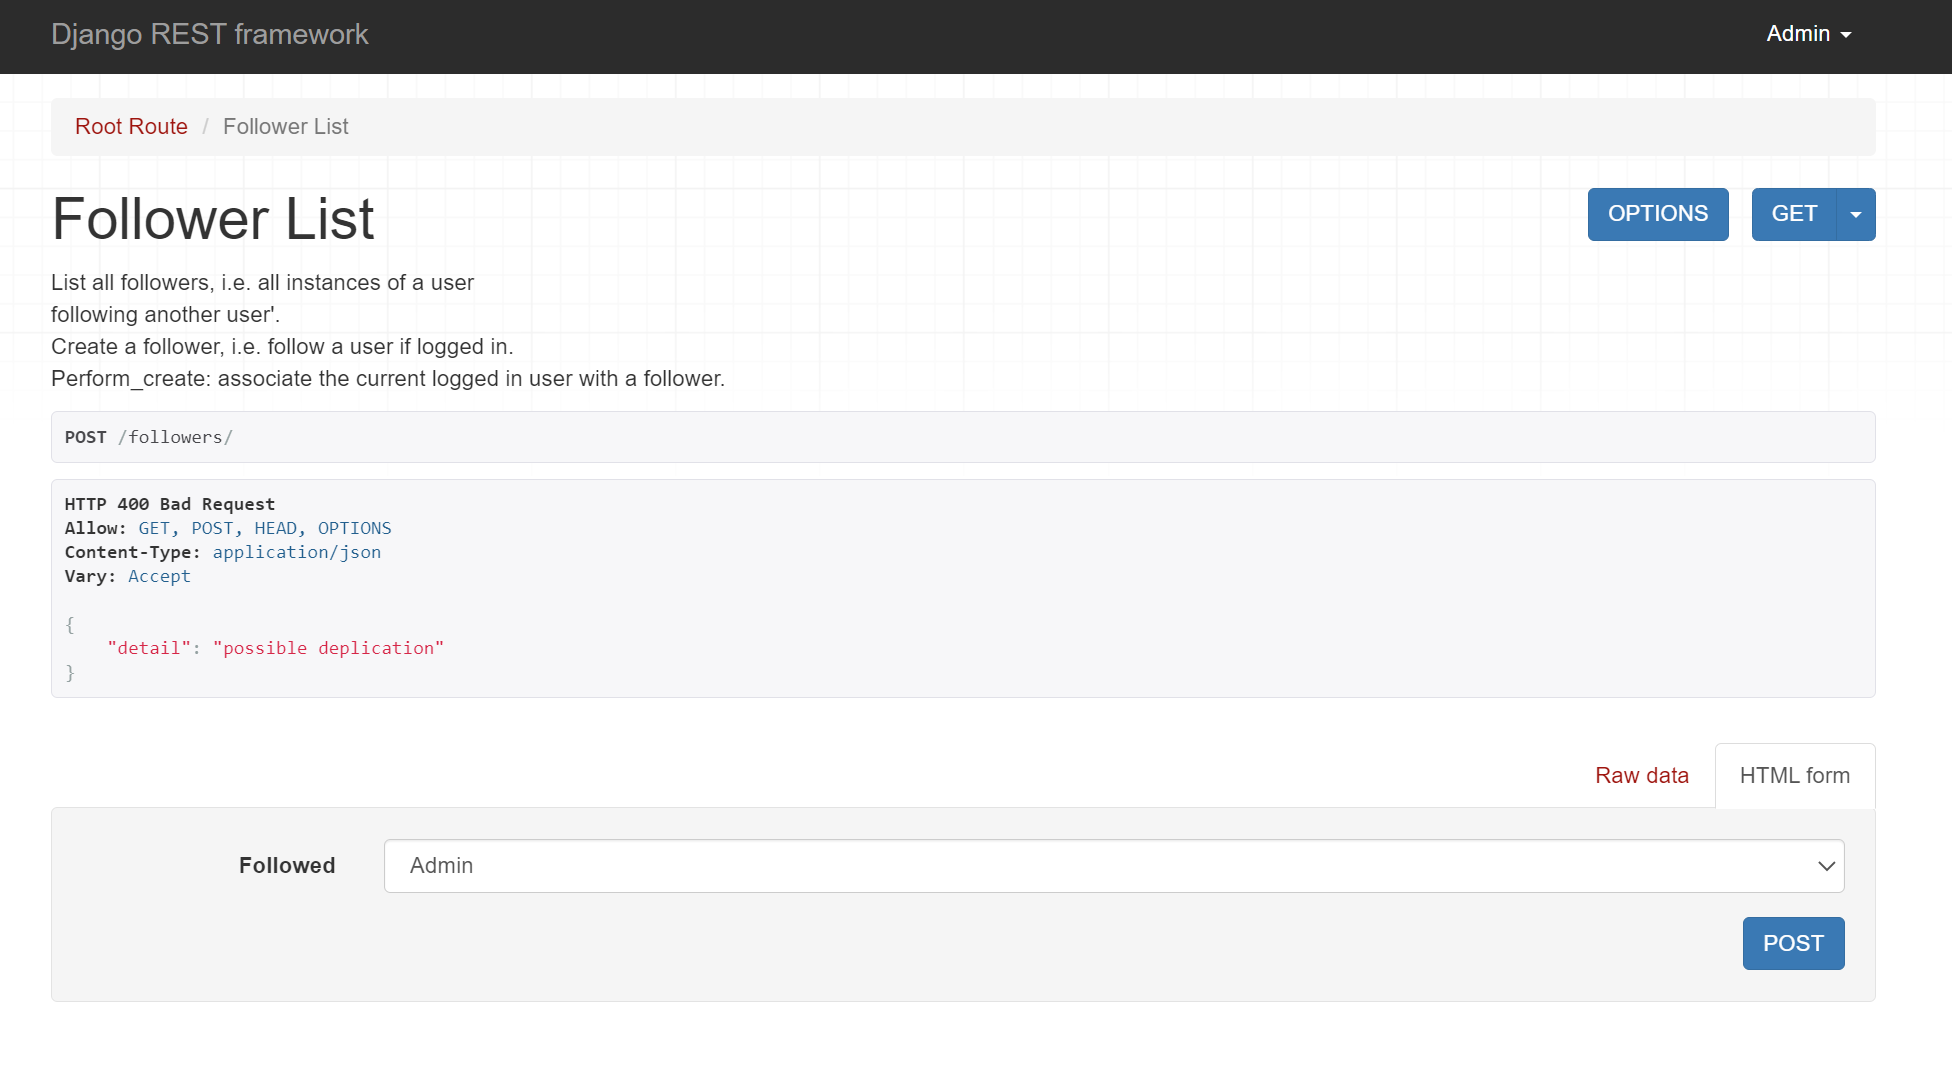 Django REST framework
Admin
Root Route / Follower List
Follower List
OPTIONS
GET
List all followers, i.e. all instances of a user
following another user'.
Create a follower, i.e. follow a user if logged in.
Perform_create: associate the current logged in user with a follower.
POST /followers/
HTTP 400 Bad Request
Allow: GET, POST, HEAD, OPTIONS
Content-Type: application/json
Vary: Accept
{
    "detail": "possible deplication"
}
Raw data
HTML form
Followed
Admin
POST